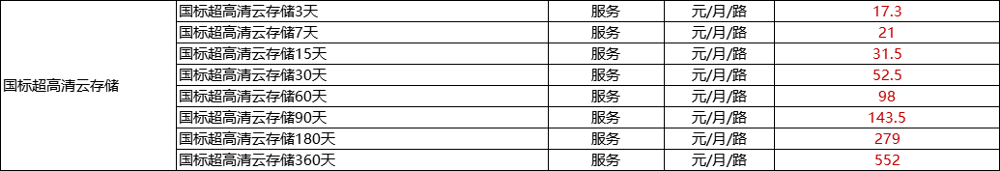 国标超高清云存储
国标超高清云存储3天 服务 元/月/路 17.3
国标超高清云存储7天 服务 元/月/路 21
国标超高清云存储15天 服务 元/月/路 31.5
国标超高清云存储30天 服务 元/月/路 52.5
国标超高清云存储60天 服务 元/月/路 98
国标超高清云存储90天 服务 元/月/路 143.5
国标超高清云存储180天 服务 元/月/路 279
国标超高清云存储360天 服务 元/月/路 552